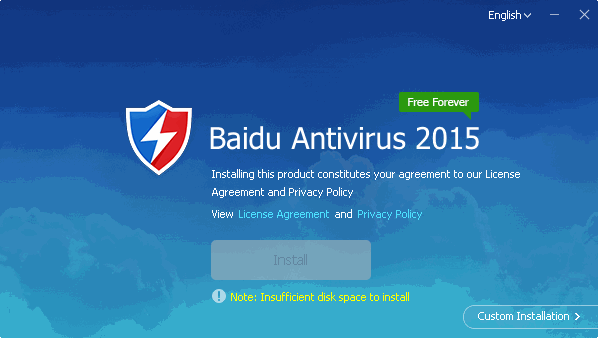 English
Free Forever
Baidu Antivirus 2015
Installing this product constitutes your agreement to our License
Agreement and Privacy Policy
View License Agreement and Privacy Policy
Install
Note: Insufficient disk space to install
Custom Installation